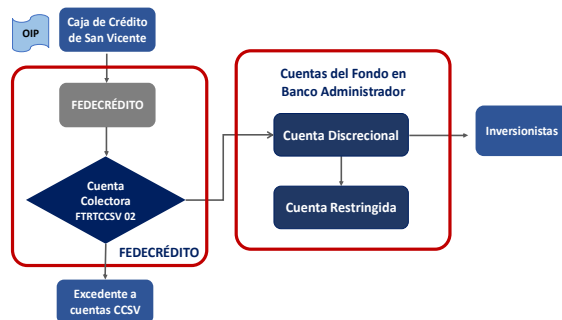 OIP
Caja de Crédito
de San Vicente
FEDECRÉDITO
Cuenta
Colectora
FTRTCCSV 02
FEDECRÉDITO
Excedente a
cuentas CCSV
Cuentas del Fondo en
Banco Administrador
Cuenta Discrecional
Cuenta Restringida
Inversionistas